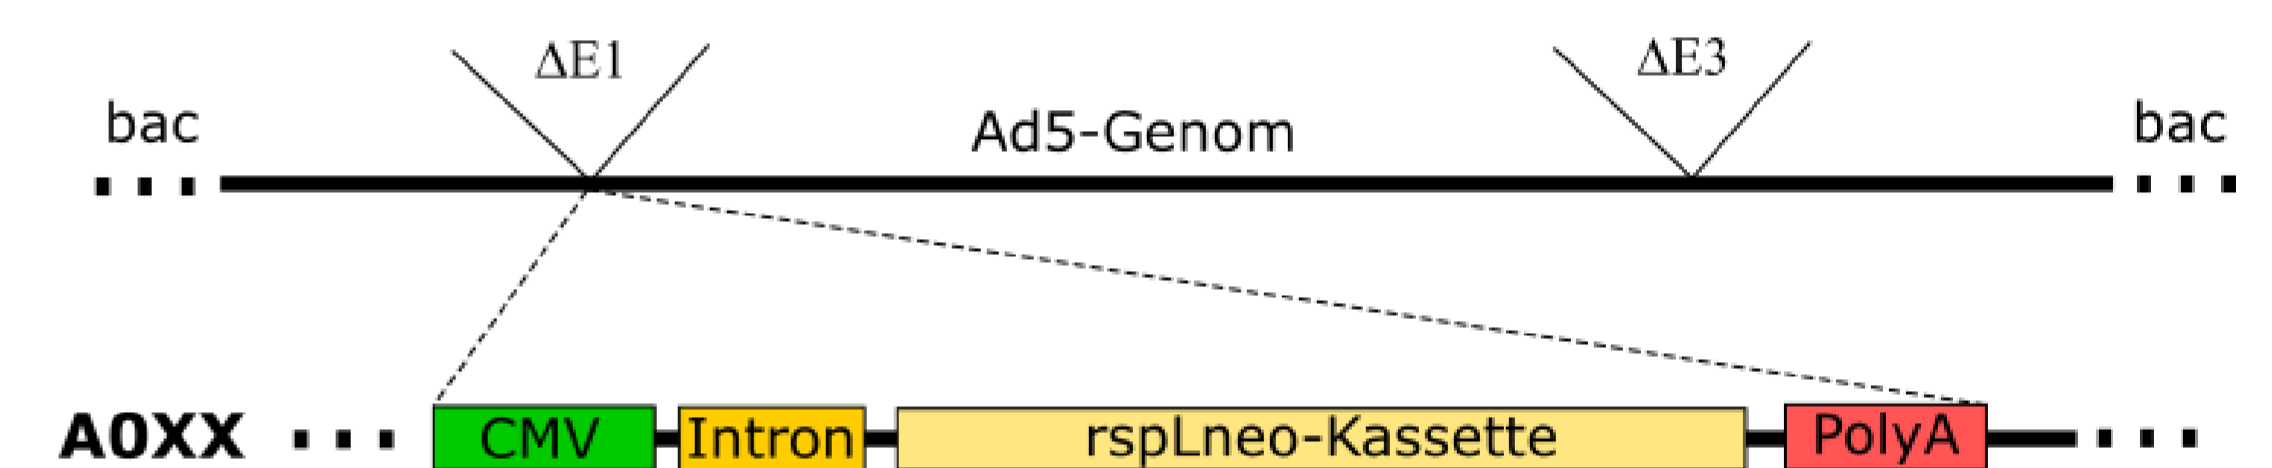 ΔE1 ΔE3
bac Ad5-Genom bac
A0XX CMV Intron rspLneo-Kassette PolyA